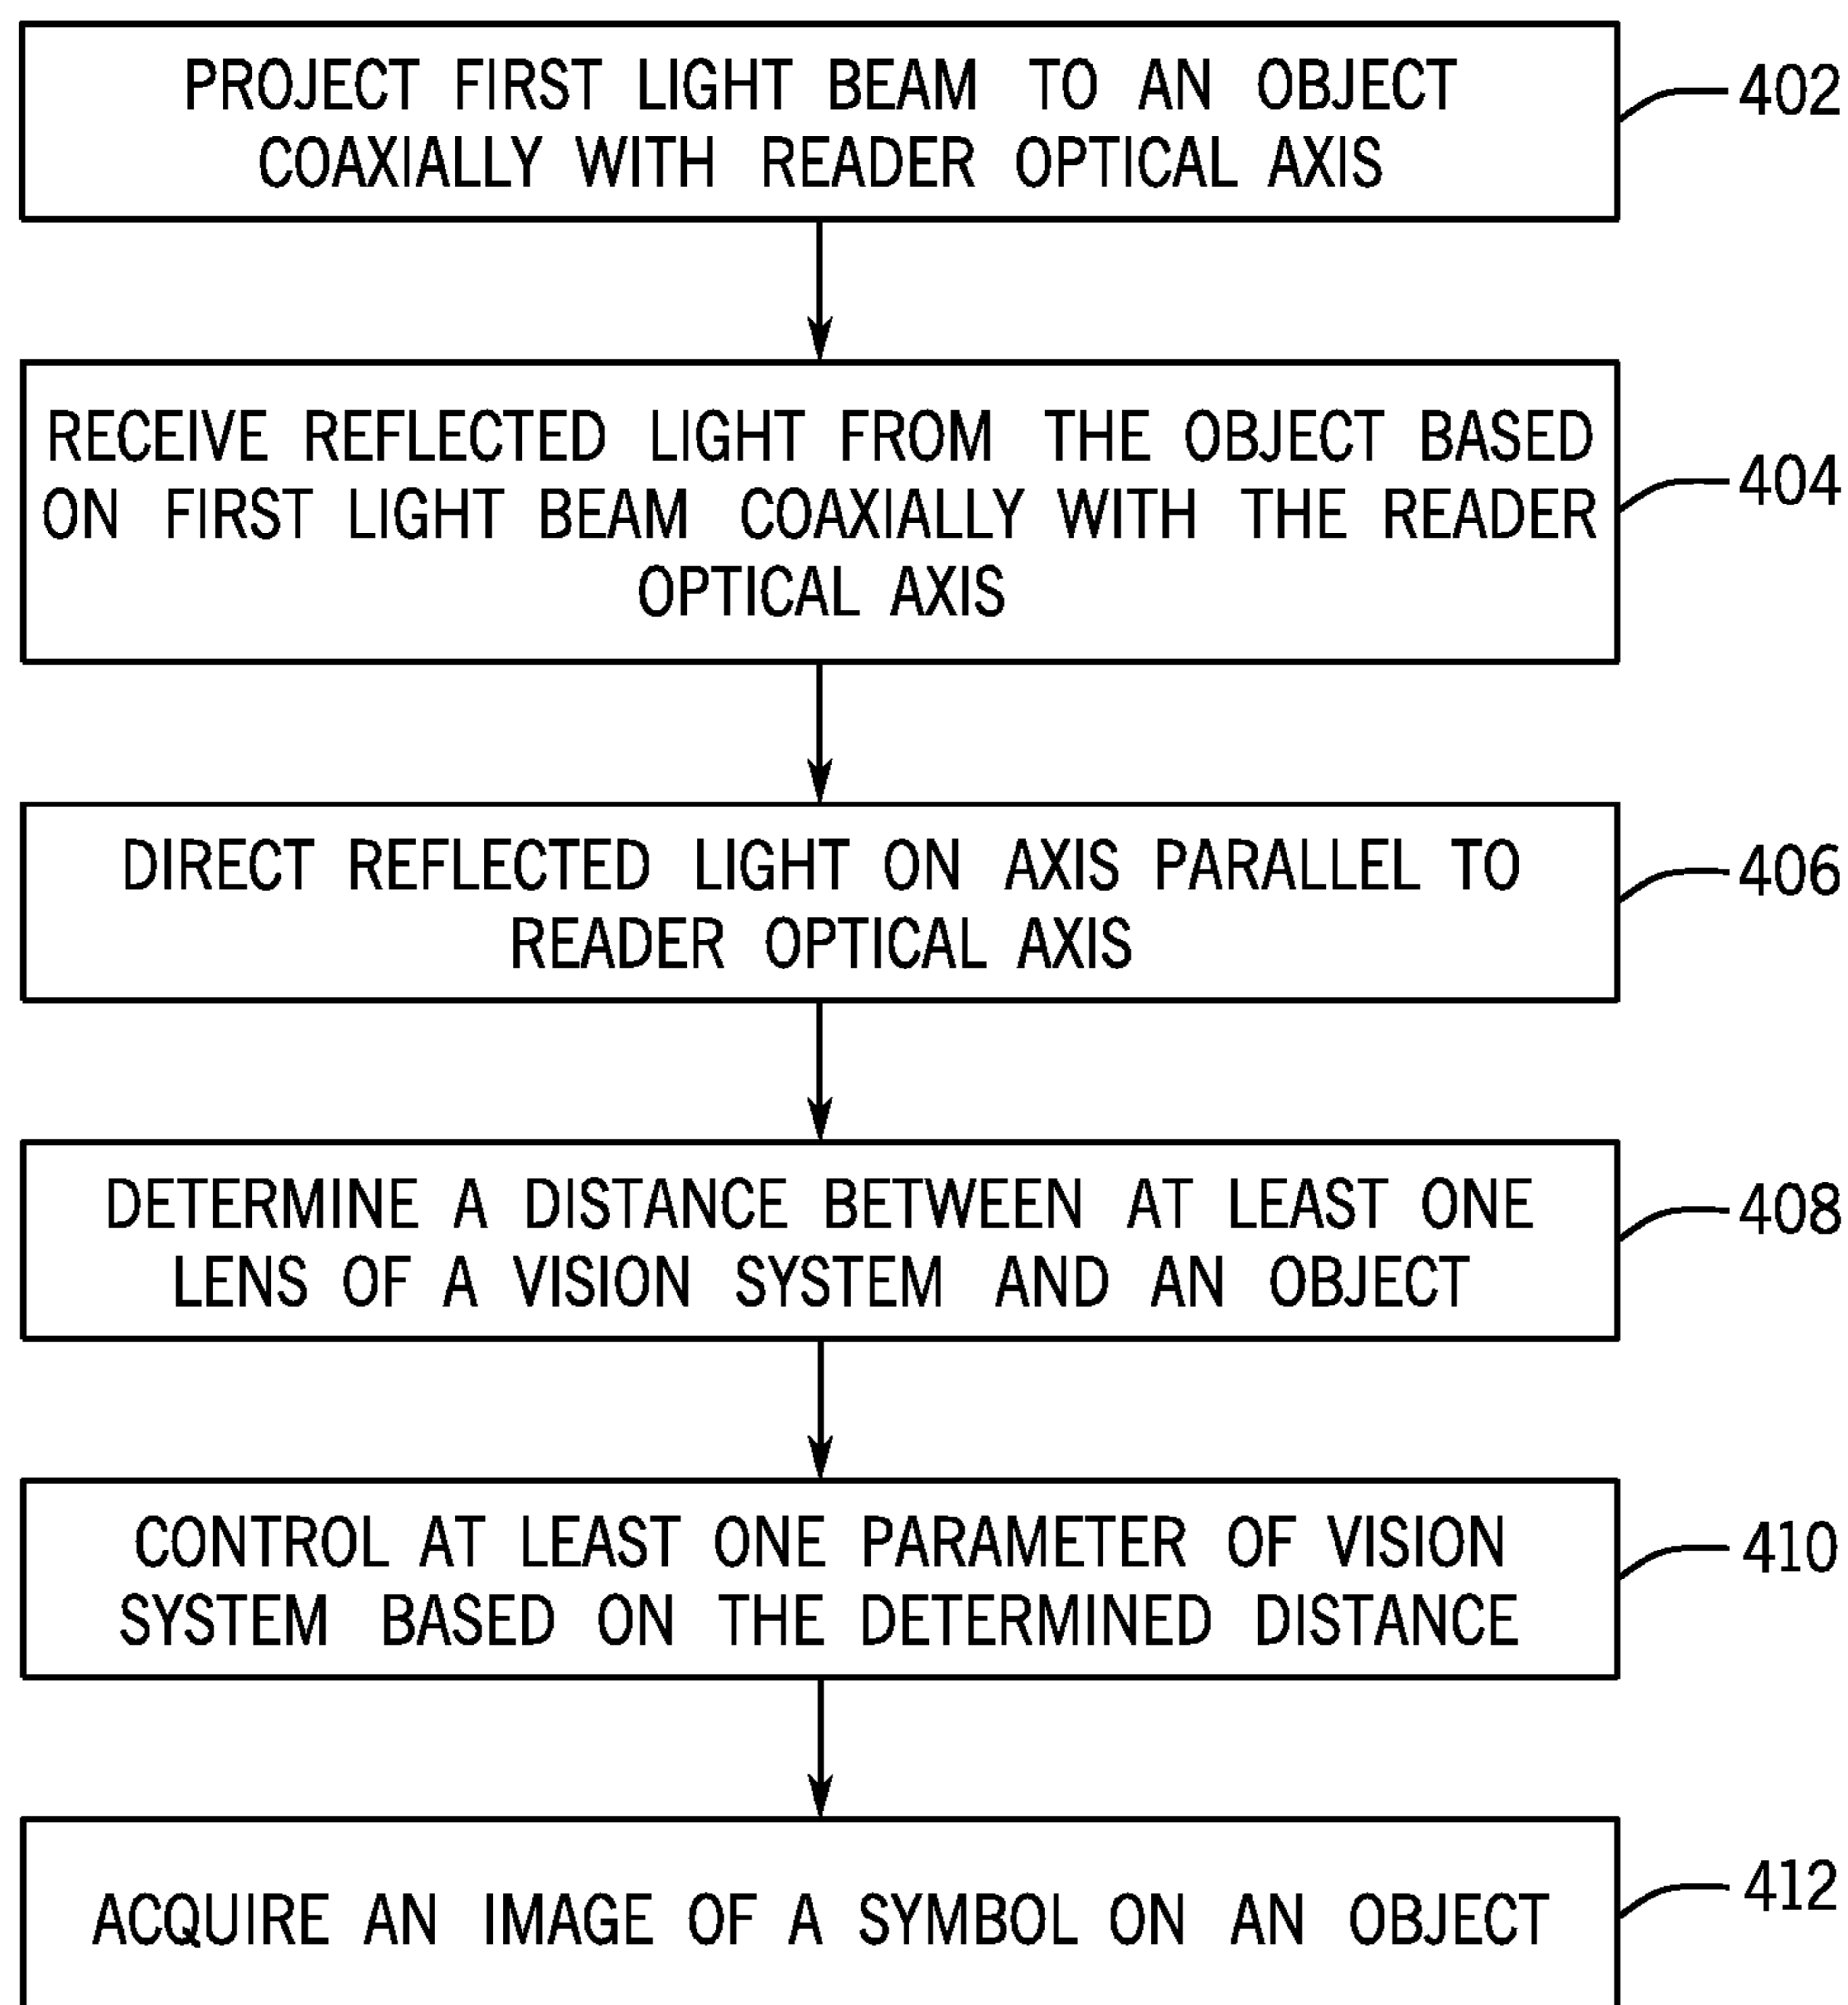 PROJECT FIRST LIGHT BEAM TO AN OBJECT
COAXIALLY WITH READER OPTICAL AXIS
402
RECEIVE REFLECTED LIGHT FROM THE OBJECT BASED
ON FIRST LIGHT BEAM COAXIALLY WITH THE READER
OPTICAL AXIS
404
DIRECT REFLECTED LIGHT ON AXIS PARALLEL TO
READER OPTICAL AXIS
406
DETERMINE A DISTANCE BETWEEN AT LEAST ONE
LENS OF A VISION SYSTEM AND AN OBJECT
408
CONTROL AT LEAST ONE PARAMETER OF VISION
SYSTEM BASED ON THE DETERMINED DISTANCE
410
ACQUIRE AN IMAGE OF A SYMBOL ON AN OBJECT
412